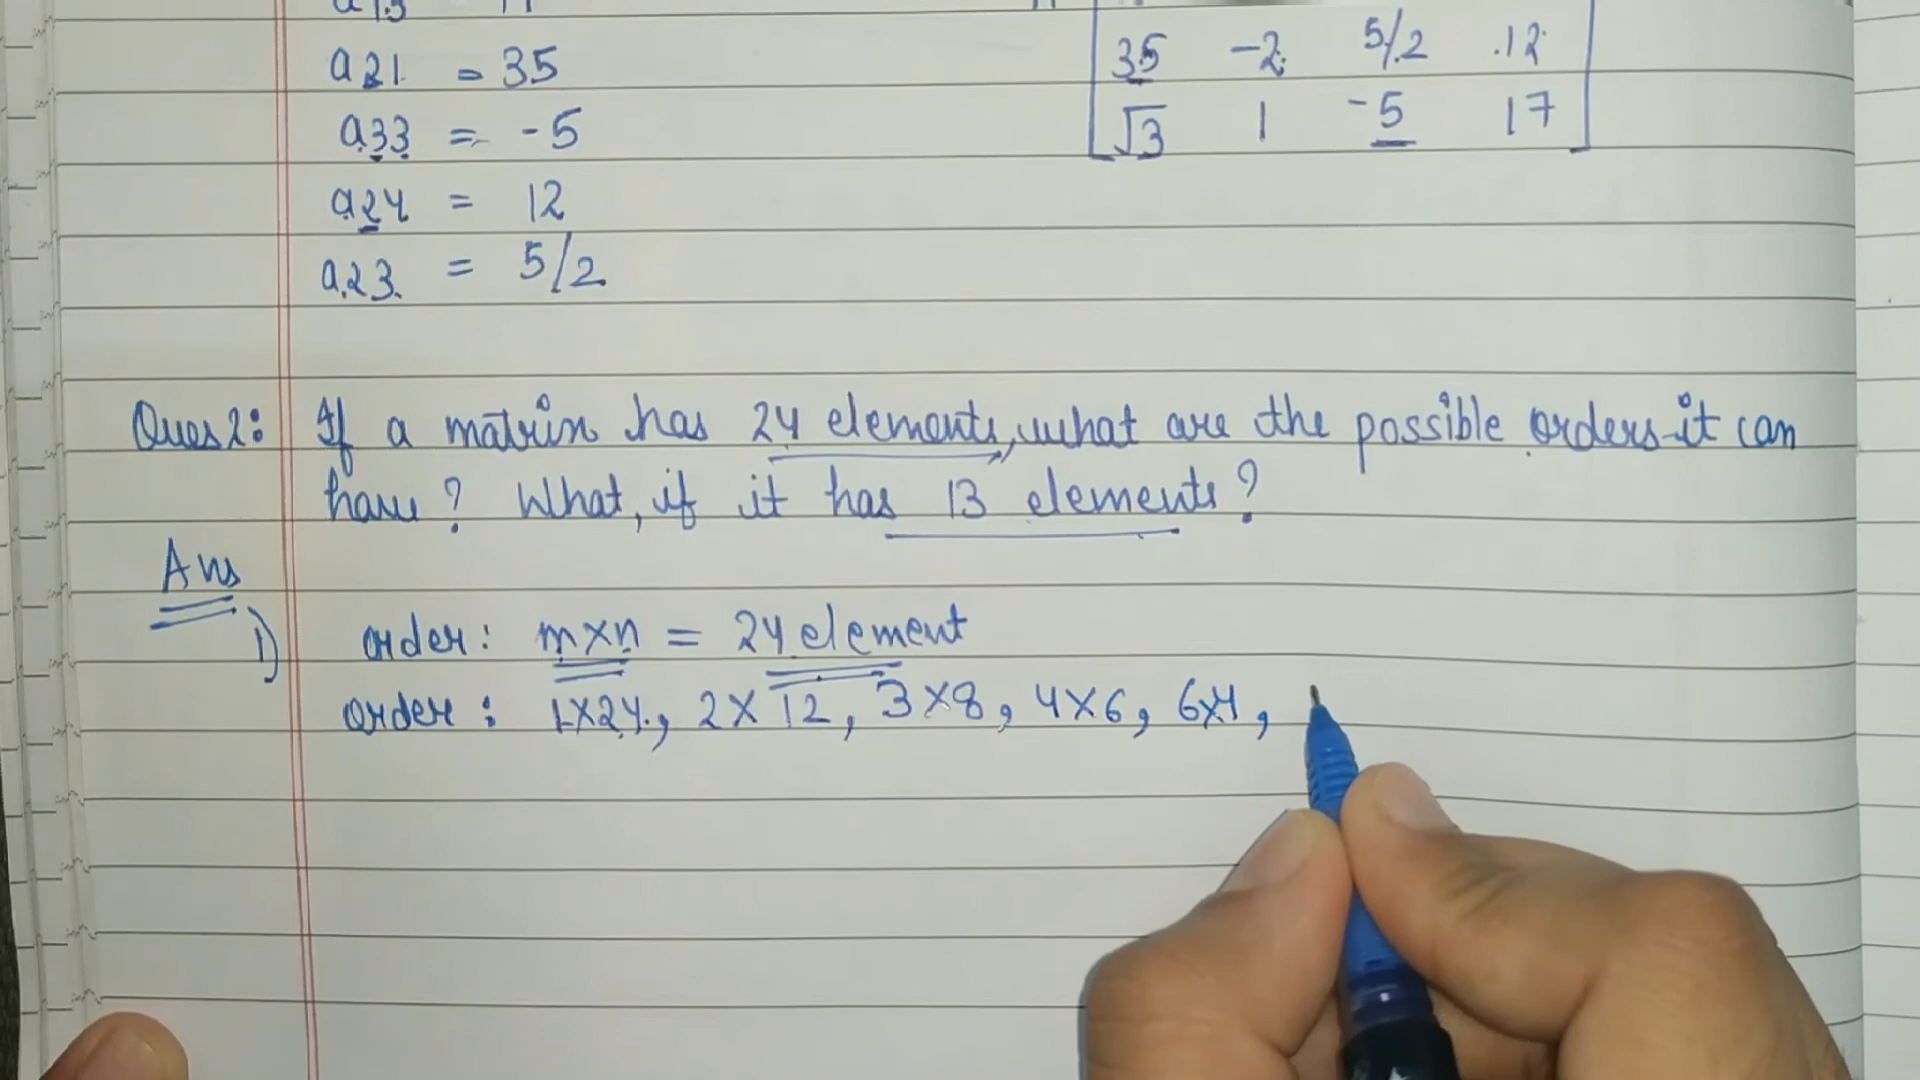 a21 = 35
a33 = -5
a24 = 12
a23 = 5/2
35 -2 5/2 12
√3 1 -5 17
Ques 2: If a matrix has 24 elements, what are the possible orders it can
have? What, if it has 13 elements?
Ans
1) order: m×n = 24 element
order: 1×24, 2×12, 3×8, 4×6, 6×4,